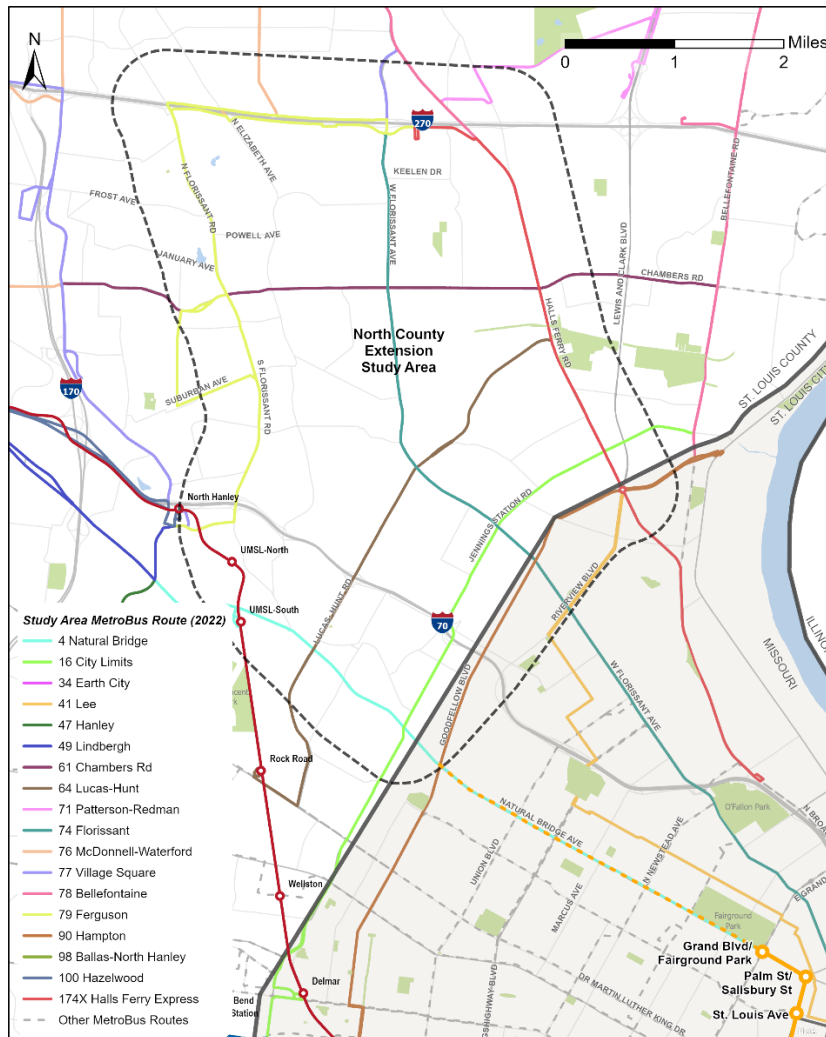 N
Miles
0 1 2
270
N ELIZABETH AVE
N FLORISSANT RD
KEELEN DR
W FLORISSANT AVE
BELLEFONTAINE RD
FROST AVE
POWELL AVE
JANUARY AVE
LEWIS AND CLARK BLVD
CHAMBERS RD
HALLS FERRY RD
North County
Extension
Study Area
170
SUBURBAN AVE
S FLORISSANT RD
ST. LOUIS COUNTY
ST. LOUIS CITY
North Hanley
JENNINGS STATION RD
UMSL-North
LUCAS-HUNT RD
RIVERVIEW BLVD
UMSL-South
70
ILLINOIS
MISSOURI
GOODFELLOW BLVD
W FLORISSANT AVE
Rock Road
NATURAL BRIDGE AVE
O'Fallon Park
N BROA
UNION BLVD
N NEWSTEAD AVE
MARCUS AVE
E GRAND
Wellston
Fairground
Park
Grand Blvd/
Fairground Park
Palm St/
Salisbury St
DR MARTIN LUTHER KING DR
Delmar
St. Louis Ave
GSHIGHWAY BLVD
Bend
Station
Study Area MetroBus Route (2022)
4 Natural Bridge
16 City Limits
34 Earth City
41 Lee
47 Hanley
49 Lindbergh
61 Chambers Rd
64 Lucas-Hunt
71 Patterson-Redman
74 Florissant
76 McDonnell-Waterford
77 Village Square
78 Bellefontaine
79 Ferguson
90 Hampton
98 Ballas-North Hanley
100 Hazelwood
174X Halls Ferry Express
Other MetroBus Routes